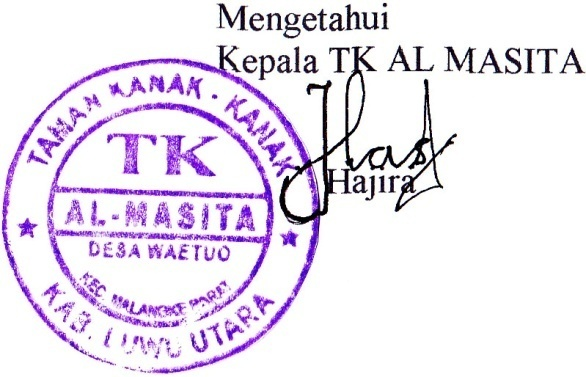 Mengetahui
Kepala TK AL MASITA
Hajira
TAMAN KANAK - KANAK
TK
AL-MASITA
DESA WAETUO
KEC. MALANGKE BARAT
KAB. LUWU UTARA